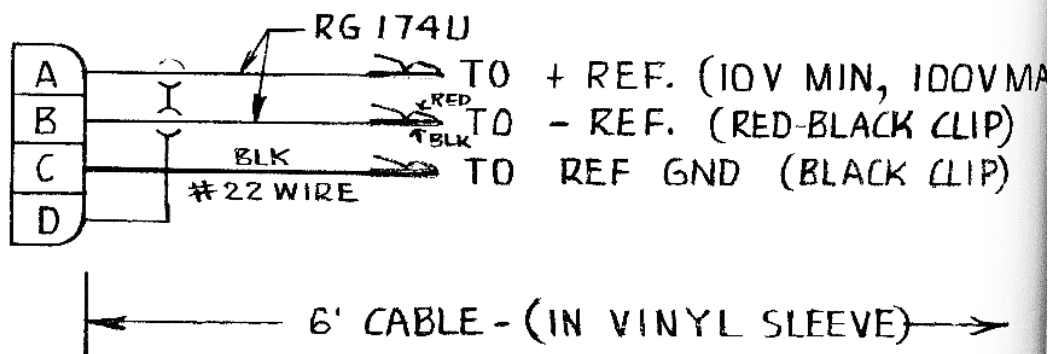 RG 174U
A TO + REF. (10V MIN, 100V
RED
B TO - REF. (RED-BLACK CLIP)
BLK
BLK
C TO REF GND (BLACK CLIP)
#22 WIRE
D
6' CABLE - (IN VINYL SLEEVE)